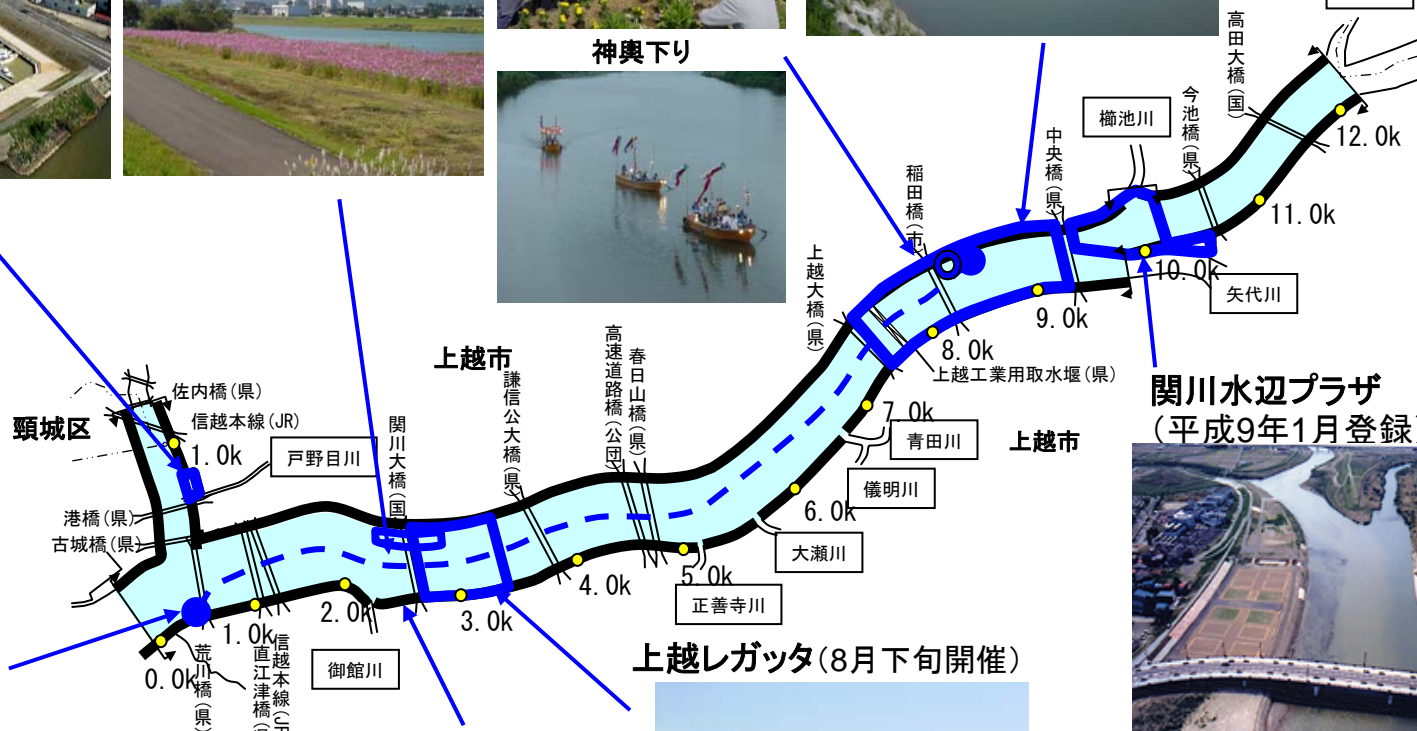 神輿下り
高田大橋(国)
今池橋(県)
櫛池川
中央橋(県)
12.0k
11.0k
稲田橋(市)
10.0k
矢代川
上越大橋(県)
9.0k
8.0k
上越工業用取水堰(県)
関川水辺プラザ
(平成9年1月登録
上越市
7.0k
青田川
上越市
儀明川
高速道路橋(公団)
春日山橋(県)
謙信公大橋(県)
関川大橋(国
佐内橋(県)
信越本線(JR)
頸城区
1.0k
戸野目川
港橋(県)
古城橋(県)
6.0k
大瀬川
5.0k
正善寺川
4.0k
3.0k
2.0k
御館川
1.0k
0.0k
荒川橋(県)
直江津橋(
信越本線(JR
上越レガッタ(8月下旬開催)